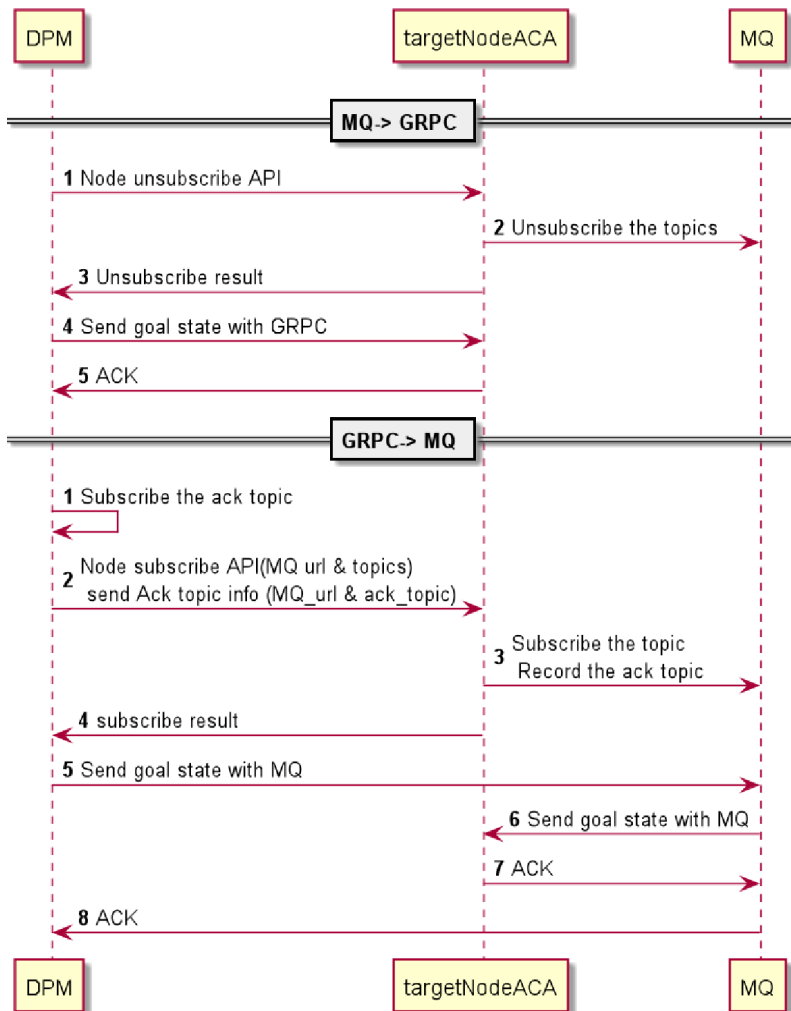 DPM targetNodeACA MQ
MQ-> GRPC
1 Node unsubscribe API
2 Unsubscribe the topics
3 Unsubscribe result
4 Send goal state with GRPC
5 ACK
GRPC-> MQ
1 Subscribe the ack topic
2 Node subscribe API(MQ url & topics)
send Ack topic info (MQ_url & ack_topic)
3 Subscribe the topic
Record the ack topic
4 subscribe result
5 Send goal state with MQ
6 Send goal state with MQ
7 ACK
8 ACK
DPM targetNodeACA MQ